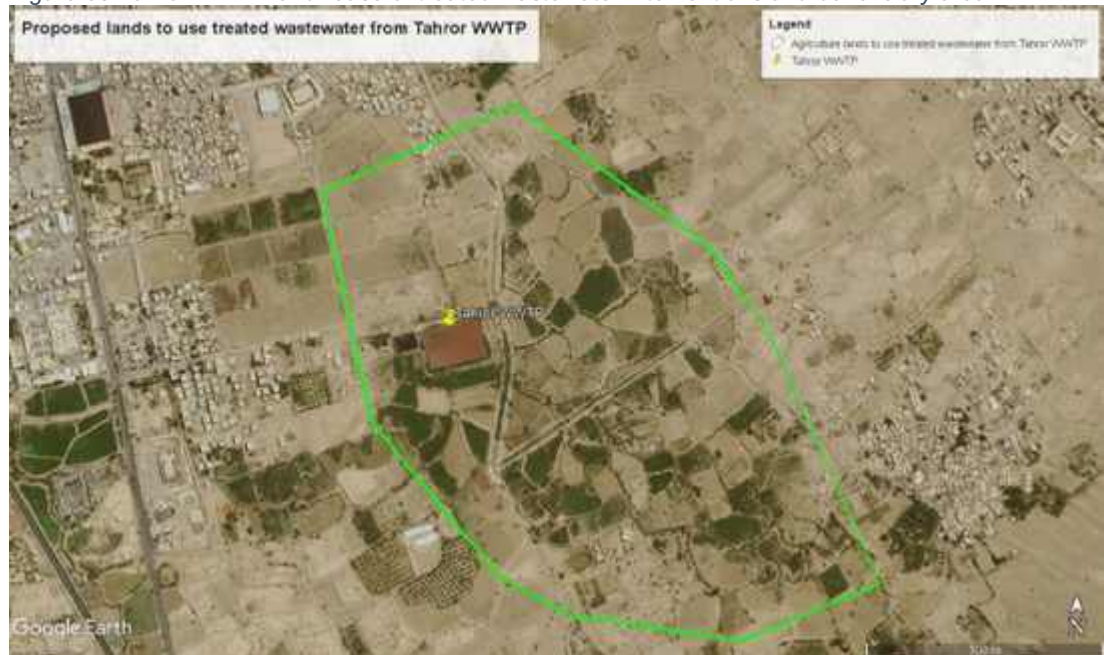 Proposed lands to use treated wastewater from Tahror WWTP
Legend
Agriculture lands to use treated wastewater from Tahror WWTP
Tahror WWTP
WWTP
Google Earth
N